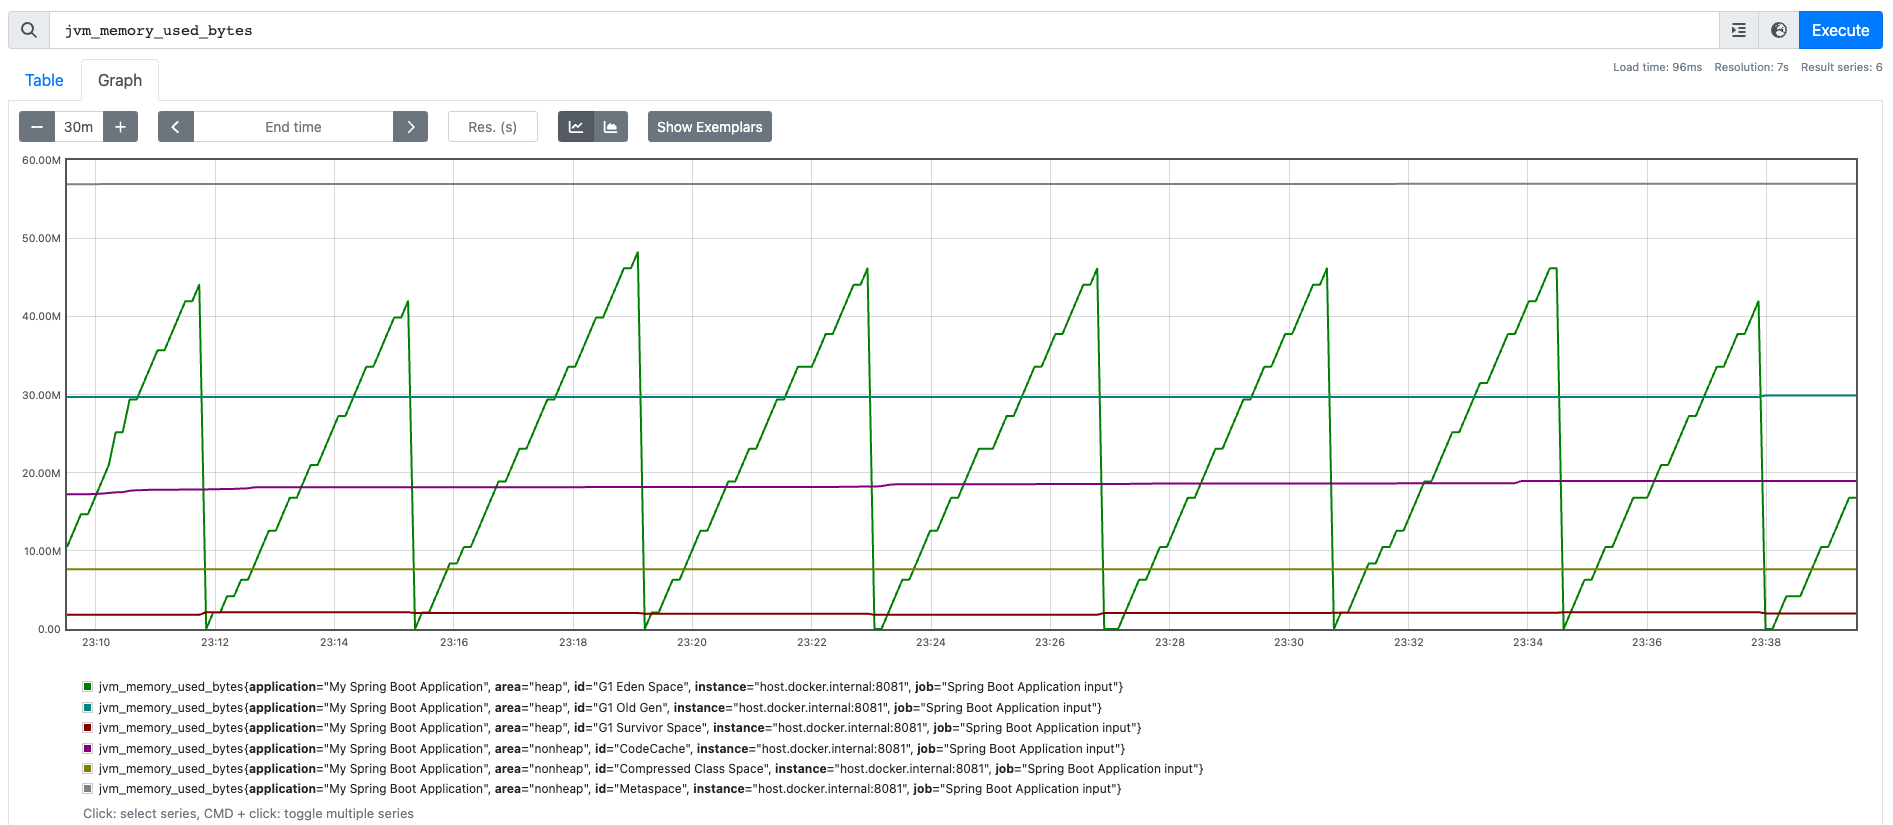 jvm_memory_used_bytes
Execute
Table Graph
Load time: 96ms Resolution: 7s Result series: 6
30m End time Res. (s) Show Exemplars
60.00M
50.00M
40.00M
30.00M
20.00M
10.00M
0.00
23:10 23:12 23:14 23:16 23:18 23:20 23:22 23:24 23:26 23:28 23:30 23:32 23:34 23:36 23:38
jvm_memory_used_bytes{application="My Spring Boot Application", area="heap", id="G1 Eden Space", instance="host.docker.internal:8081", job="Spring Boot Application input"}
jvm_memory_used_bytes{application="My Spring Boot Application", area="heap", id="G1 Old Gen", instance="host.docker.internal:8081", job="Spring Boot Application input"}
jvm_memory_used_bytes{application="My Spring Boot Application", area="heap", id="G1 Survivor Space", instance="host.docker.internal:8081", job="Spring Boot Application input"}
jvm_memory_used_bytes{application="My Spring Boot Application", area="nonheap", id="CodeCache", instance="host.docker.internal:8081", job="Spring Boot Application input"}
jvm_memory_used_bytes{application="My Spring Boot Application", area="nonheap", id="Compressed Class Space", instance="host.docker.internal:8081", job="Spring Boot Application input"}
jvm_memory_used_bytes{application="My Spring Boot Application", area="nonheap", id="Metaspace", instance="host.docker.internal:8081", job="Spring Boot Application input"}
Click: select series, CMD + click: toggle multiple series